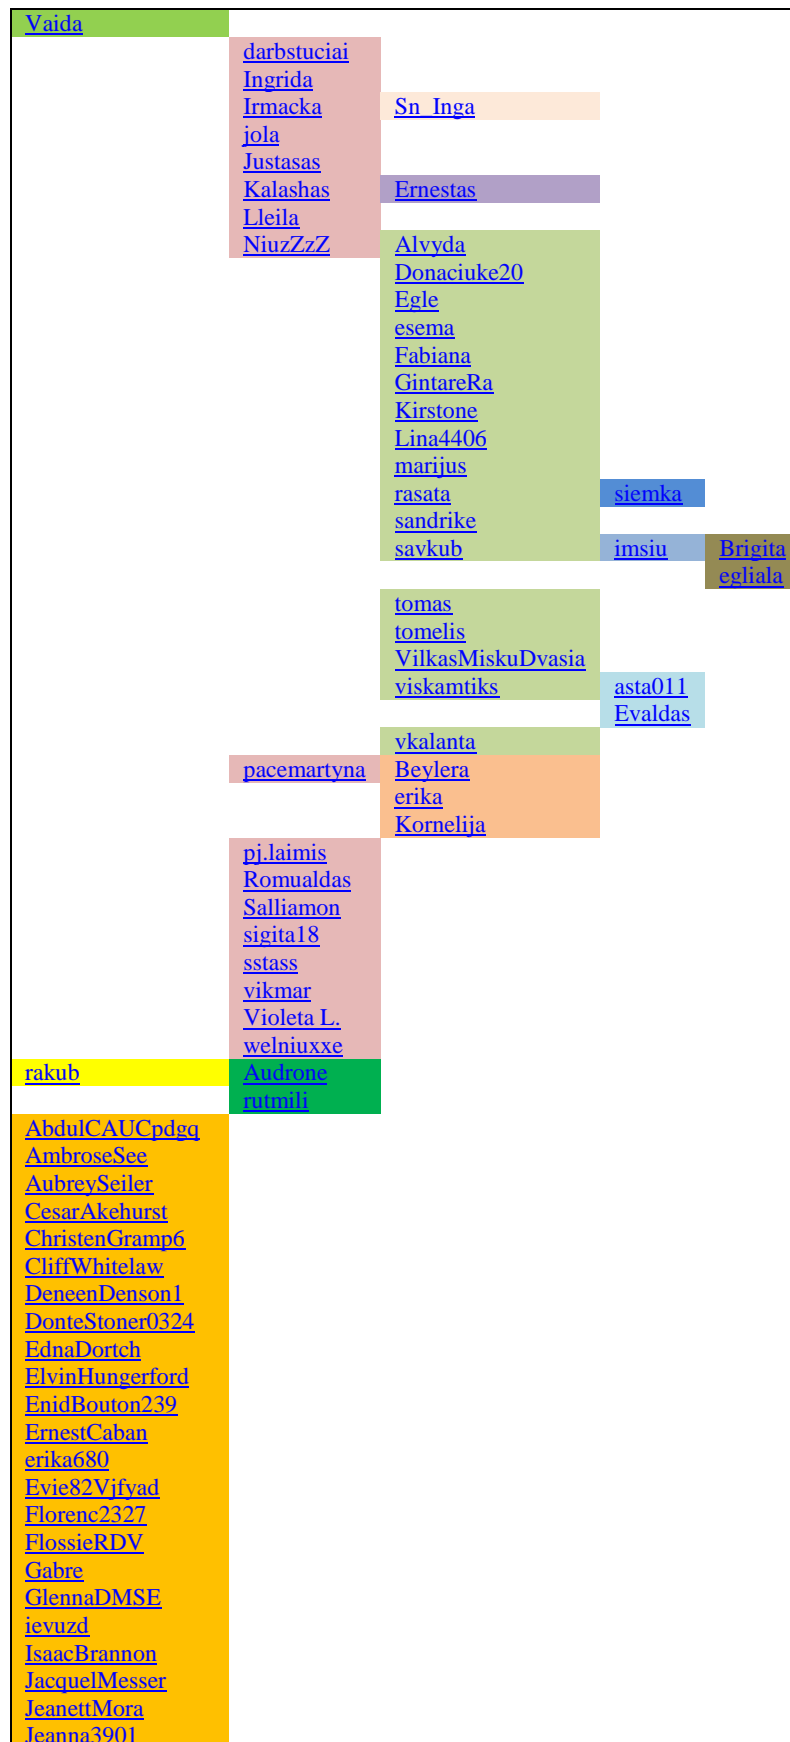 Vaida
darbstuciai
Ingrida
Irmacka Sn_Inga
jola
Justasas
Kalashas Ernestas
Lleila
NiuzZzZ Alvyda
Donaciuke20
Egle
esema
Fabiana
GintareRa
Kirstone
Lina4406
marijus
rasata siemka
sandrike
savkub imsiu Brigita
egliala
tomas
tomelis
VilkasMiskuDvasia
viskamtiks asta011
Evaldas
vkalanta
pacemartyna Beylera
erika
Kornelija
pj.laimis
Romualdas
Salliamon
sigita18
sstass
vikmar
Violeta L.
welniuxxe
rakub Audrone
rutmili
AbdulCAUCpdgq
AmbroseSee
AubreySeiler
CesarAkehurst
ChristenGramp6
CliffWhitelaw
DeneenDenson1
DonteStoner0324
EdnaDortch
ElvinHungerford
EnidBouton239
ErnestCaban
erika680
Evie82Vjfyad
Florenc2327
FlossieRDV
Gabre
GlennaDMSE
ievuzd
IsaacBrannon
JacquelMesser
JeanettMora
Jeanna3901